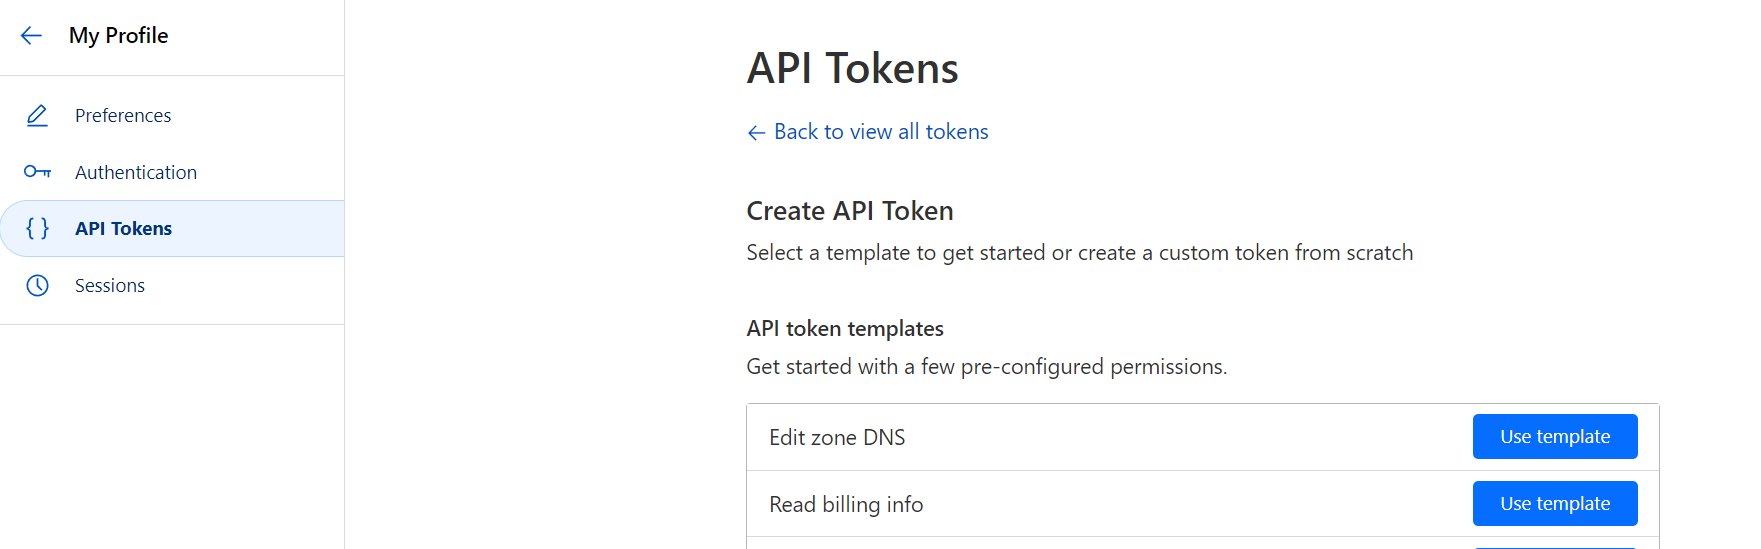 My Profile
Preferences
Authentication
API Tokens
Sessions
API Tokens
Back to view all tokens
Create API Token
Select a template to get started or create a custom token from scratch
API token templates
Get started with a few pre-configured permissions.
Edit zone DNS
Use template
Read billing info
Use template